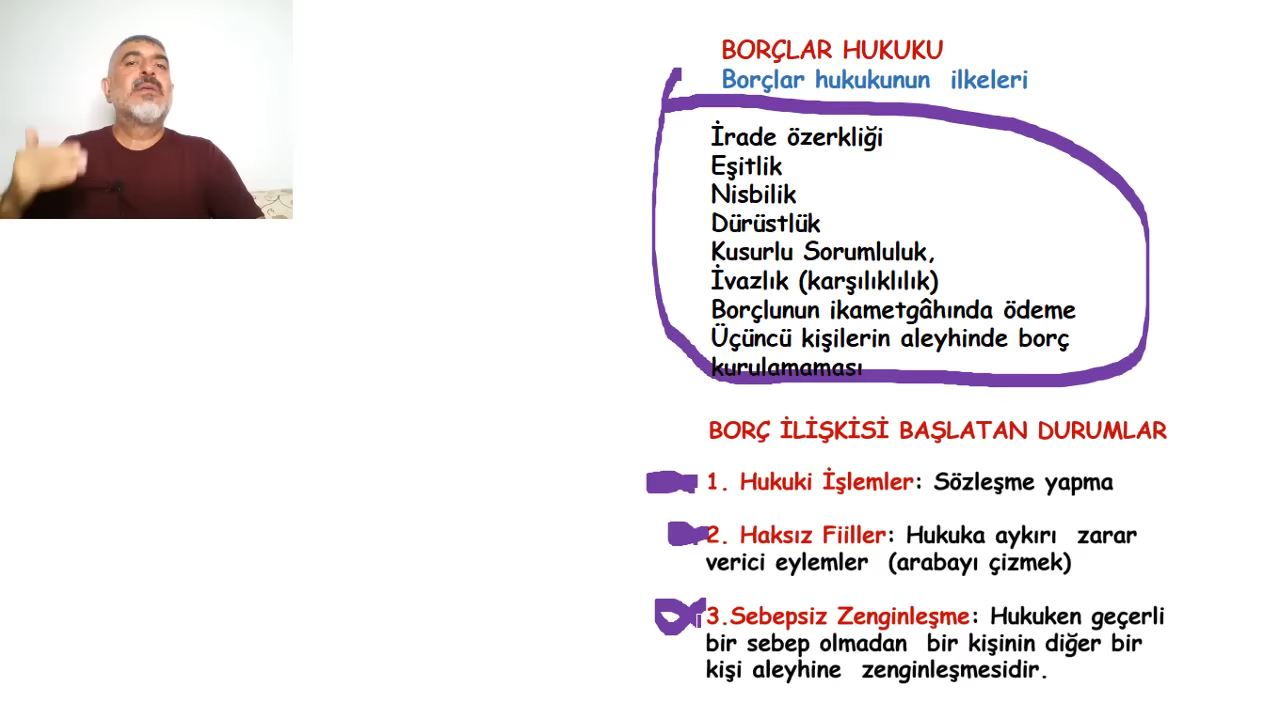 BORÇLAR HUKUKU
Borçlar hukukunun ilkeleri
İrade özerkliği
Eşitlik
Nisbilik
Dürüstlük
Kusurlu Sorumluluk,
İvazlık (karşılıklılık)
Borçlunun ikametgâhında ödeme
Üçüncü kişilerin aleyhinde borç
kurulamaması
BORÇ İLİŞKİSİ BAŞLATAN DURUMLAR
1. Hukuki İşlemler: Sözleşme yapma
2. Haksız Fiiller: Hukuka aykırı zarar
verici eylemler (arabayı çizmek)
3.Sebepsiz Zenginleşme: Hukuken geçerli
bir sebep olmadan bir kişinin diğer bir
kişi aleyhine zenginleşmesidir.